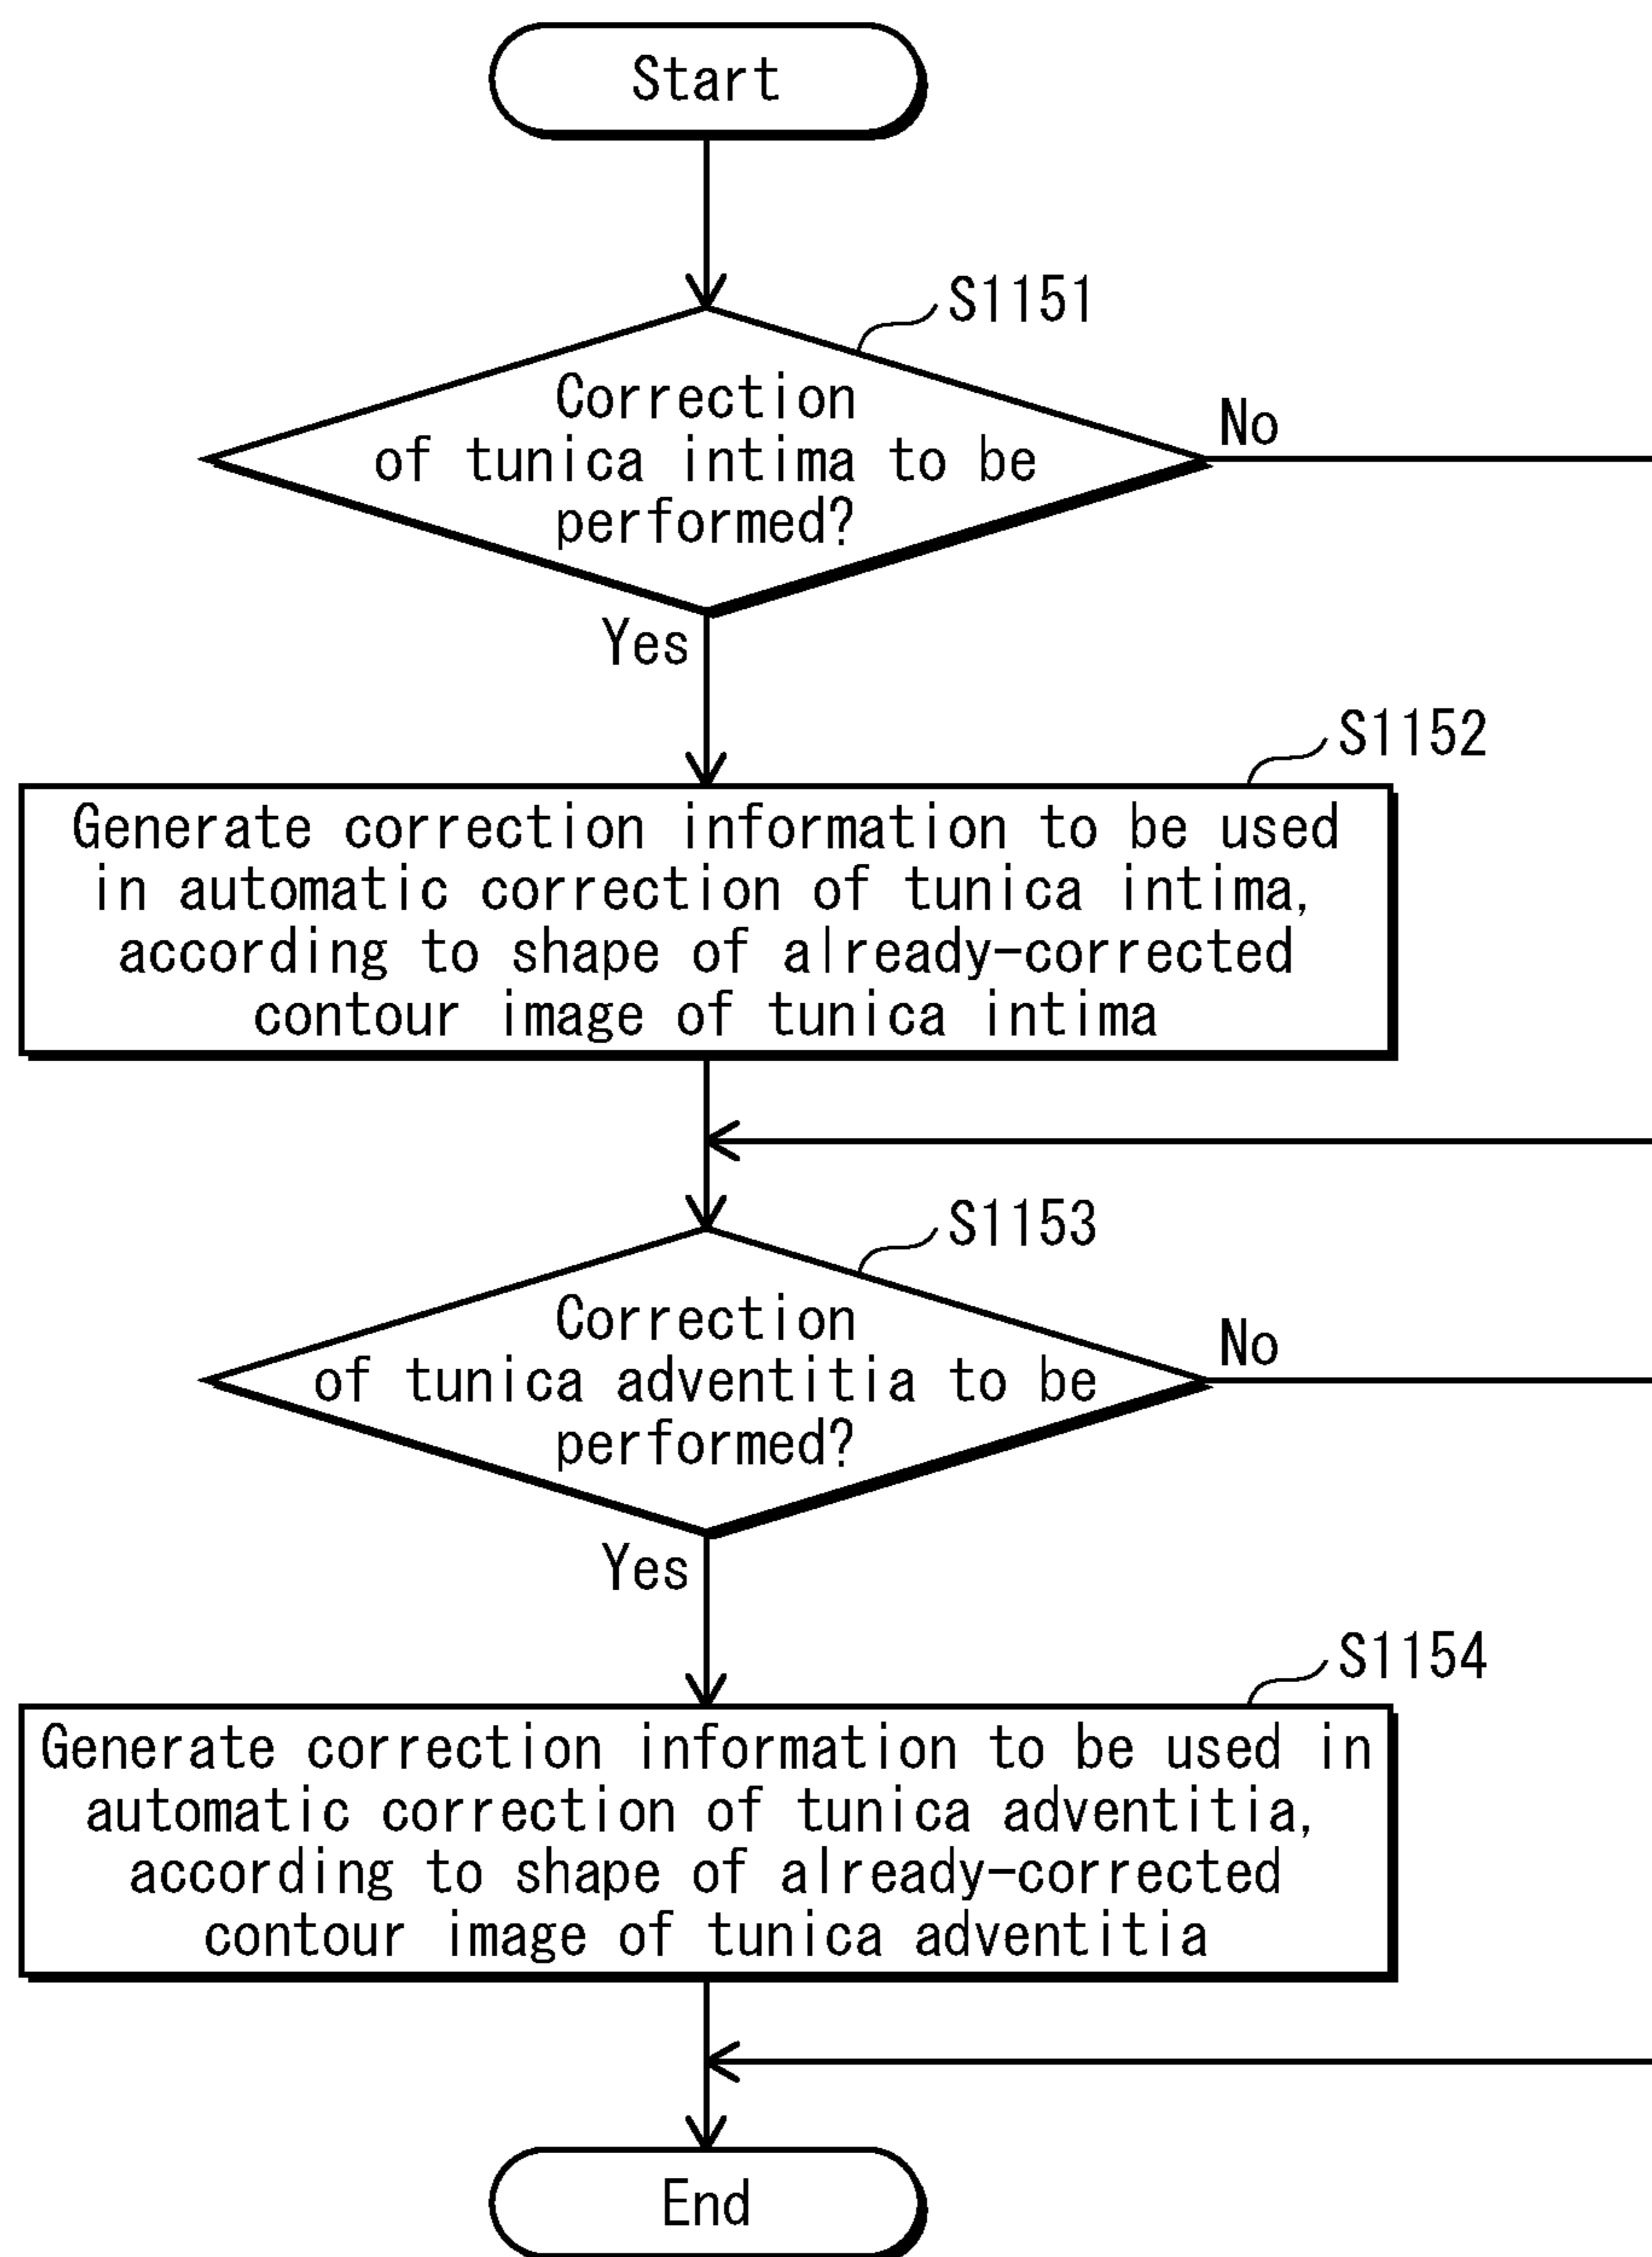 Start
S1151
Correction
of tunica intima to be
performed?
No
Yes
S1152
Generate correction information to be used
in automatic correction of tunica intima,
according to shape of already-corrected
contour image of tunica intima
S1153
Correction
of tunica adventitia to be
performed?
No
Yes
S1154
Generate correction information to be used in
automatic correction of tunica adventitia,
according to shape of already-corrected
contour image of tunica adventitia
End